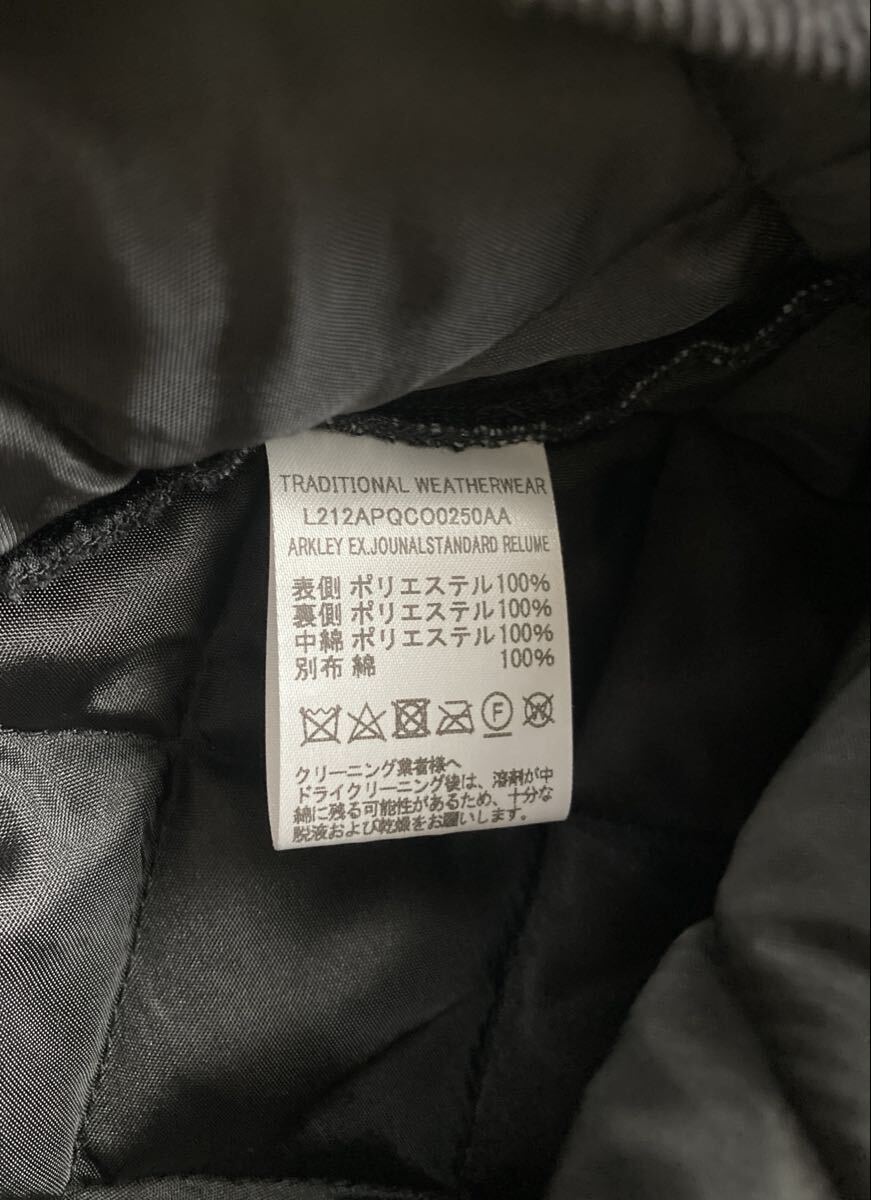 TRADITIONAL WEATHERWEAR
L212APQCO0250AA
ARKLEY EX.JOUNALSTANDARD RELUME
表側 ポリエステル100%
裏側 ポリエステル100%
中綿 ポリエステル100%
別布 綿 100%
F W
クリーニング業者様へ
ドライクリーニング後は、溶剤が中
綿に残る可能性があるため、十分な
脱液および乾燥をお願いします。